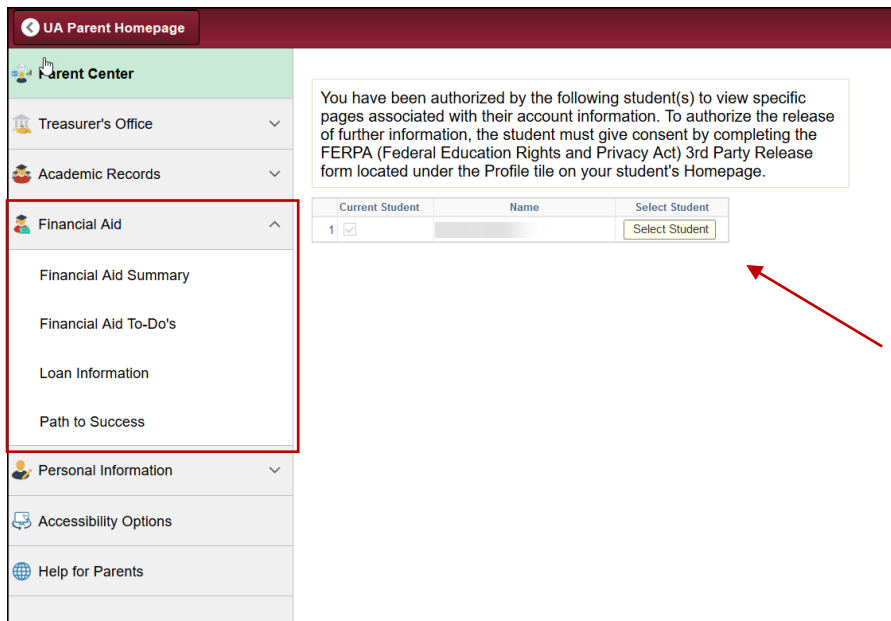 UA Parent Homepage
Parent Center
Treasurer's Office
Academic Records
Financial Aid
Financial Aid Summary
Financial Aid To-Do's
Loan Information
Path to Success
Personal Information
Accessibility Options
Help for Parents
You have been authorized by the following student(s) to view specific
pages associated with their account information. To authorize the release
of further information, the student must give consent by completing the
FERPA (Federal Education Rights and Privacy Act) 3rd Party Release
form located under the Profile tile on your student's Homepage.
Current Student Name Select Student
1 Select Student